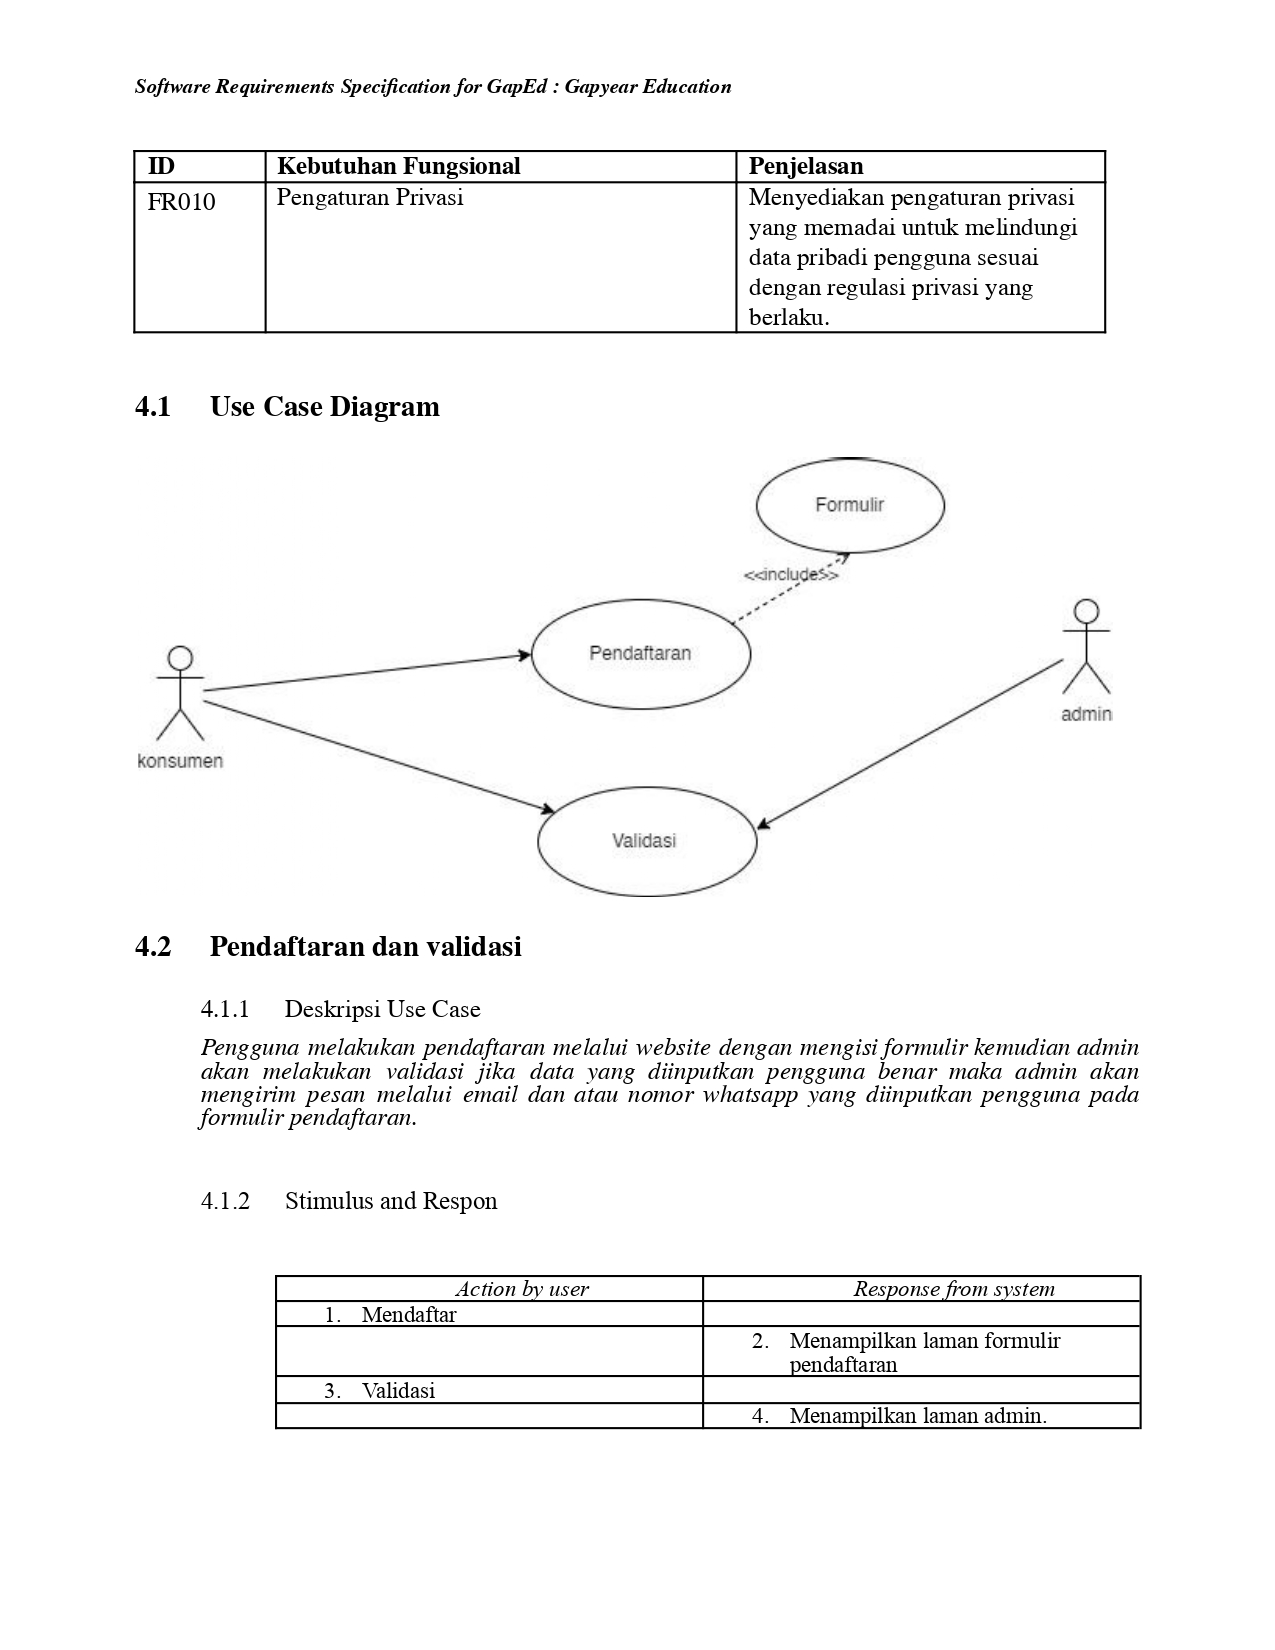 Software Requirements Specification for GapEd : Gapyear Education
ID Kebutuhan Fungsional Penjelasan
FR010 Pengaturan Privasi Menyediakan pengaturan privasi
yang memadai untuk melindungi
data pribadi pengguna sesuai
dengan regulasi privasi yang
berlaku.
4.1 Use Case Diagram
Formulir
<<include>>
Pendaftaran
admin
konsumen
Validasi
4.2 Pendaftaran dan validasi
4.1.1 Deskripsi Use Case
Pengguna melakukan pendaftaran melalui website dengan mengisi formulir kemudian admin
akan melakukan validasi jika data yang diinputkan pengguna benar maka admin akan
mengirim pesan melalui email dan atau nomor whatsapp yang diinputkan pengguna pada
formulir pendaftaran.
4.1.2 Stimulus and Respon
Action by user Response from system
1. Mendaftar
2. Menampilkan laman formulir
pendaftaran
3. Validasi
4. Menampilkan laman admin.